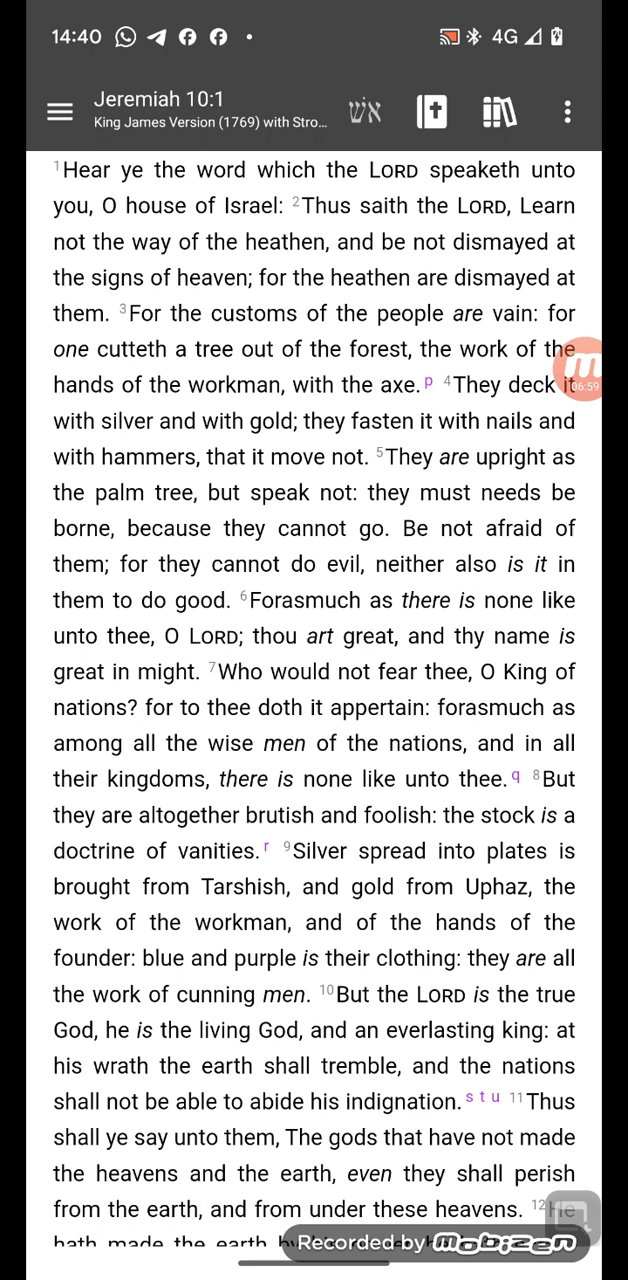 14:40
4G
Jeremiah 10:1
King James Version (1769) with Stro...
אש
1Hear ye the word which the LORD speaketh unto
you, O house of Israel: 2Thus saith the LORD, Learn
not the way of the heathen, and be not dismayed at
the signs of heaven; for the heathen are dismayed at
them. 3For the customs of the people are vain: for
one cutteth a tree out of the forest, the work of the
hands of the workman, with the axe.p 4They deck it
06:59
with silver and with gold; they fasten it with nails and
with hammers, that it move not. 5They are upright as
the palm tree, but speak not: they must needs be
borne, because they cannot go. Be not afraid of
them; for they cannot do evil, neither also is it in
them to do good. 6Forasmuch as there is none like
unto thee, O LORD; thou art great, and thy name is
great in might. 7Who would not fear thee, O King of
nations? for to thee doth it appertain: forasmuch as
among all the wise men of the nations, and in all
their kingdoms, there is none like unto thee.q 8But
they are altogether brutish and foolish: the stock is a
doctrine of vanities.r 9Silver spread into plates is
brought from Tarshish, and gold from Uphaz, the
work of the workman, and of the hands of the
founder: blue and purple is their clothing: they are all
the work of cunning men. 10But the LORD is the true
God, he is the living God, and an everlasting king: at
his wrath the earth shall tremble, and the nations
shall not be able to abide his indignation.s t u 11Thus
shall ye say unto them, The gods that have not made
the heavens and the earth, even they shall perish
from the earth, and from under these heavens. 12He
hath made the earth
Recorded by mobizen